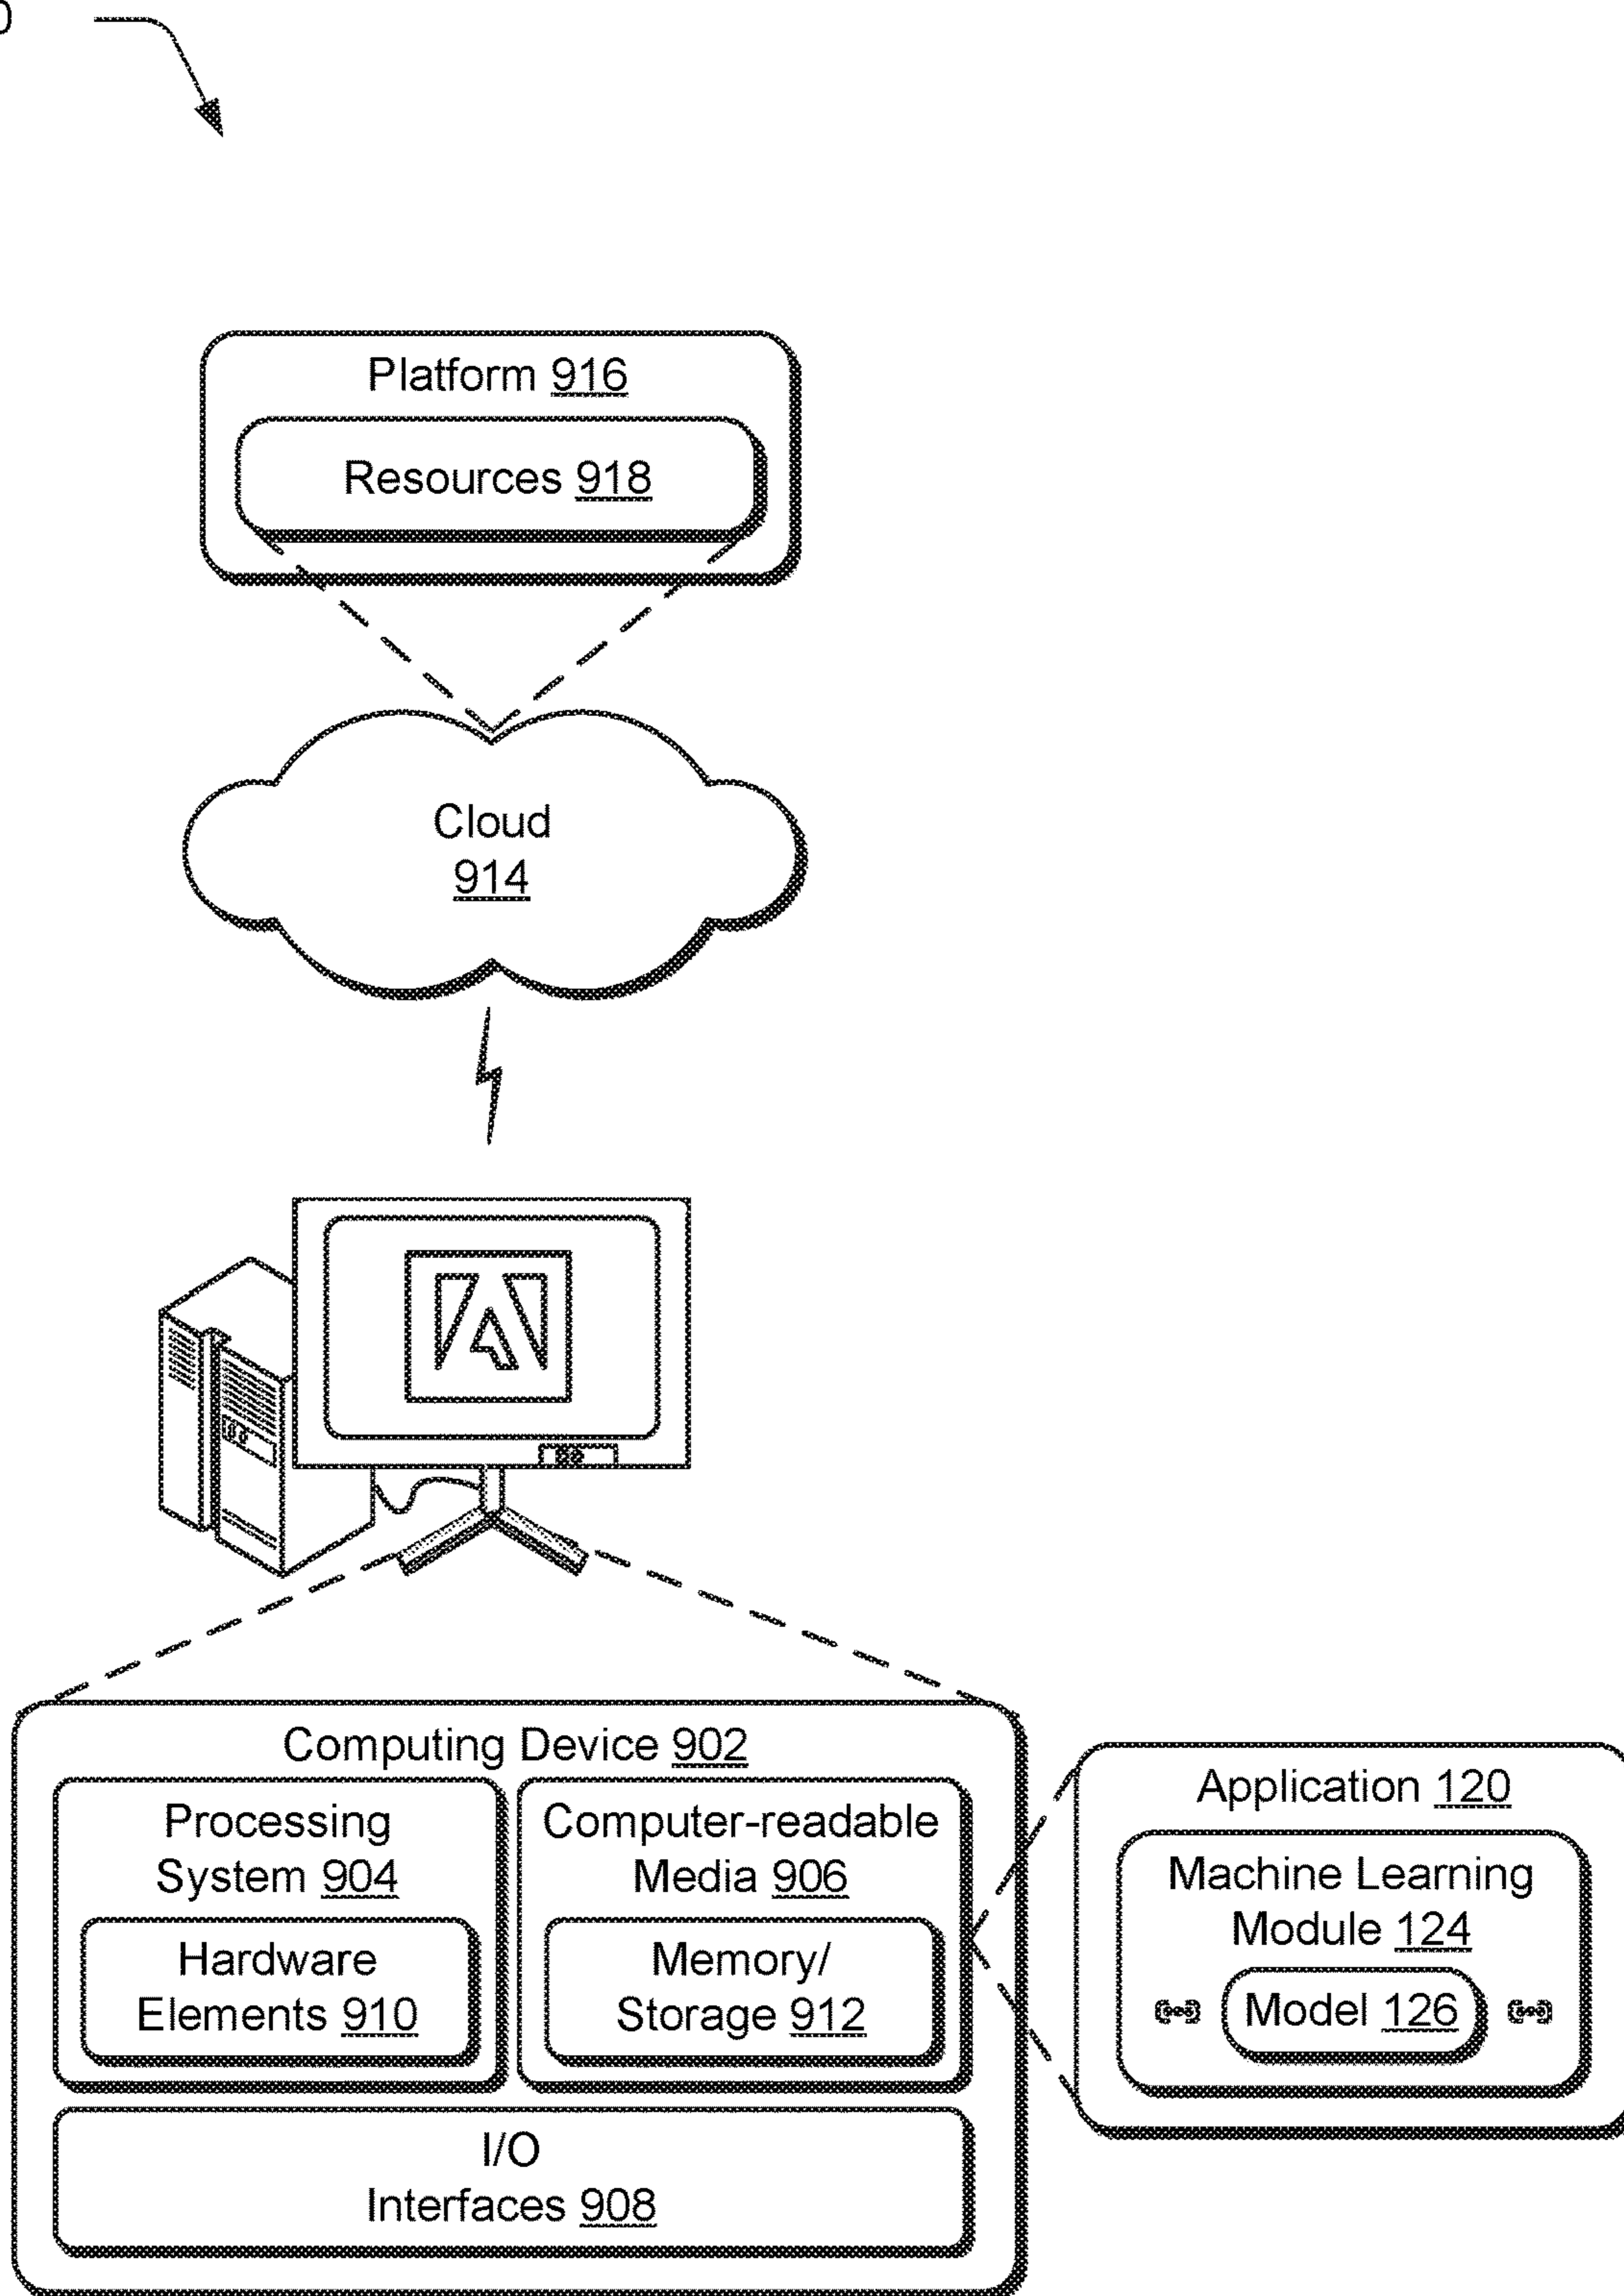 Platform 916
Resources 918
Cloud
914
Computing Device 902
Processing
System 904
Hardware
Elements 910
Computer-readable
Media 906
Memory/
Storage 912
I/O
Interfaces 908
Application 120
Machine Learning
Module 124
Model 126